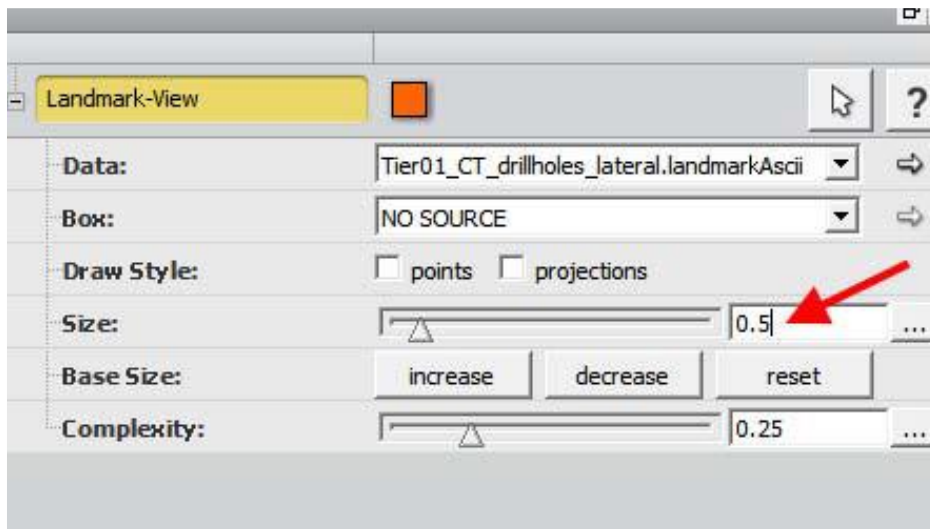 Landmark-View ?
Data: Tier01_CT_drillholes_lateral.landmarkAscii
Box: NO SOURCE
Draw Style: points projections
Size: 0.5 ...
Base Size: increase decrease reset
Complexity: 0.25 ...